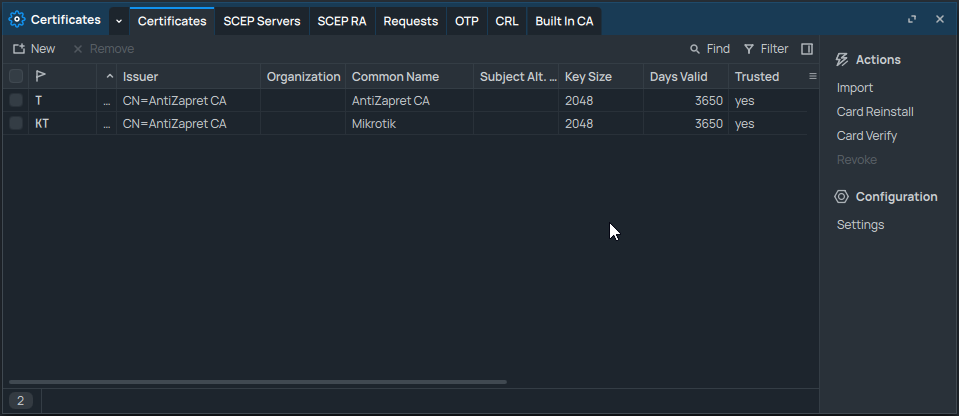 Certificates Certificates SCEP Servers SCEP RA Requests OTP CRL Built In CA
New Remove Find Filter
Issuer Organization Common Name Subject Alt. ... Key Size Days Valid Trusted
T ... CN=AntiZapret CA AntiZapret CA 2048 3650 yes
KT ... CN=AntiZapret CA Mikrotik 2048 3650 yes
2
Actions
Import
Card Reinstall
Card Verify
Revoke
Configuration
Settings